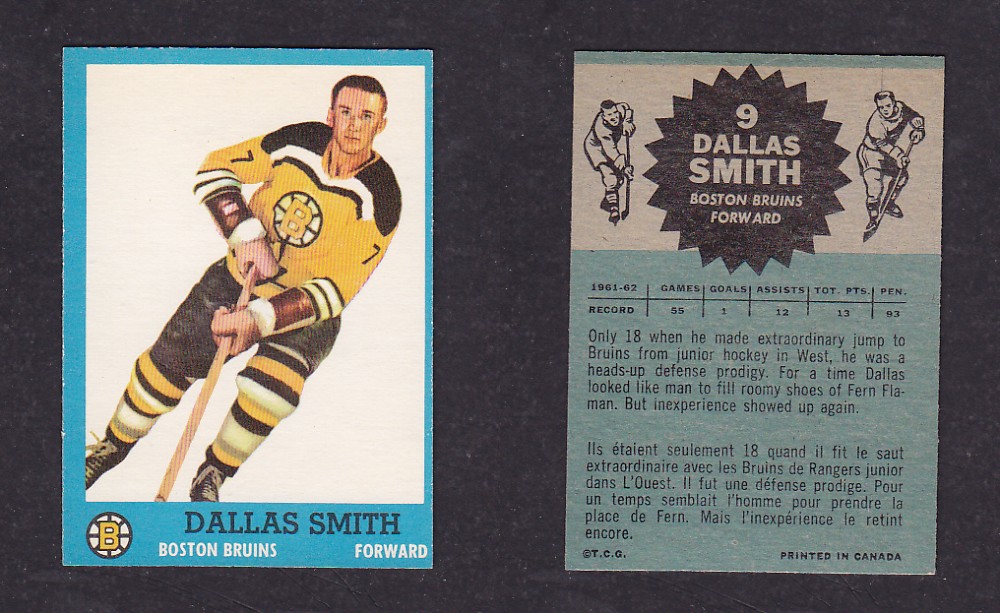 7
B
7
B
DALLAS SMITH
BOSTON BRUINS FORWARD
9
DALLAS
SMITH
BOSTON BRUINS
FORWARD
1961-62 GAMES GOALS ASSISTS TOT. PTS. PEN.
RECORD 55 1 12 13 93
Only 18 when he made extraordinary jump to
Bruins from junior hockey in West, he was a
heads-up defense prodigy. For a time Dallas
looked like man to fill roomy shoes of Fern Fla-
man. But inexperience showed up again.
Ils étaient seulement 18 quand il fit le saut
extraordinaire avec les Bruins de Rangers junior
dans L'Ouest. Il fut une défense prodige. Pour
un temps semblait l'homme pour prendre la
place de Fern. Mais l'inexpérience le retint
encore.
©T.C.G. PRINTED IN CANADA